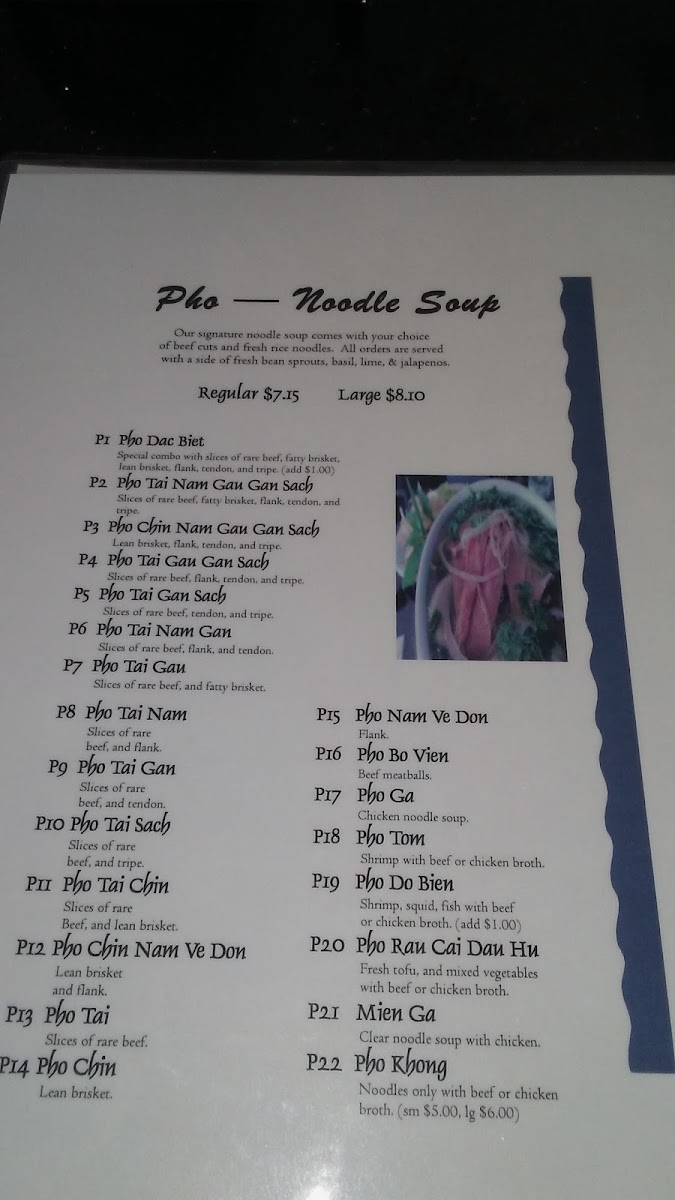 Pho — Noodle Soup
Our signature noodle soup comes with your choice
of beef cuts and fresh rice noodles. All orders are served
with a side of fresh bean sprouts, basil, lime, & jalapenos.
Regular $7.15 Large $8.10
P1 Pho Dac Biet
Special combo with slices of rare beef, fatty brisket,
lean brisket, flank, tendon, and tripe. (add $1.00)
P2 Pho Tai Nam Gau Gan Sach
Slices of rare beef, fatty brisket, flank, tendon, and
tripe.
P3 Pho Chin Nam Gau Gan Sach
Lean brisket, flank, tendon, and tripe.
P4 Pho Tai Gau Gan Sach
Slices of rare beef, flank, tendon, and tripe.
P5 Pho Tai Gan Sach
Slices of rare beef, tendon, and tripe.
P6 Pho Tai Nam Gan
Slices of rare beef, flank, and tendon.
P7 Pho Tai Gau
Slices of rare beef, and fatty brisket.
P8 Pho Tai Nam
Slices of rare
beef, and flank.
P9 Pho Tai Gan
Slices of rare
beef, and tendon.
P10 Pho Tai Sach
Slices of rare
beef, and tripe.
P11 Pho Tai Chin
Slices of rare
Beef, and lean brisket.
P12 Pho Chin Nam Ve Don
Lean brisket
and flank.
P13 Pho Tai
Slices of rare beef.
P14 Pho Chin
Lean brisket.
P15 Pho Nam Ve Don
Flank.
P16 Pho Bo Vien
Beef meatballs.
P17 Pho Ga
Chicken noodle soup.
P18 Pho Tom
Shrimp with beef or chicken broth.
P19 Pho Do Bien
Shrimp, squid, fish with beef
or chicken broth. (add $1.00)
P20 Pho Rau Cai Dau Hu
Fresh tofu, and mixed vegetables
with beef or chicken broth.
P21 Mien Ga
Clear noodle soup with chicken.
P22 Pho Khong
Noodles only with beef or chicken
broth. (sm $5.00, lg $6.00)